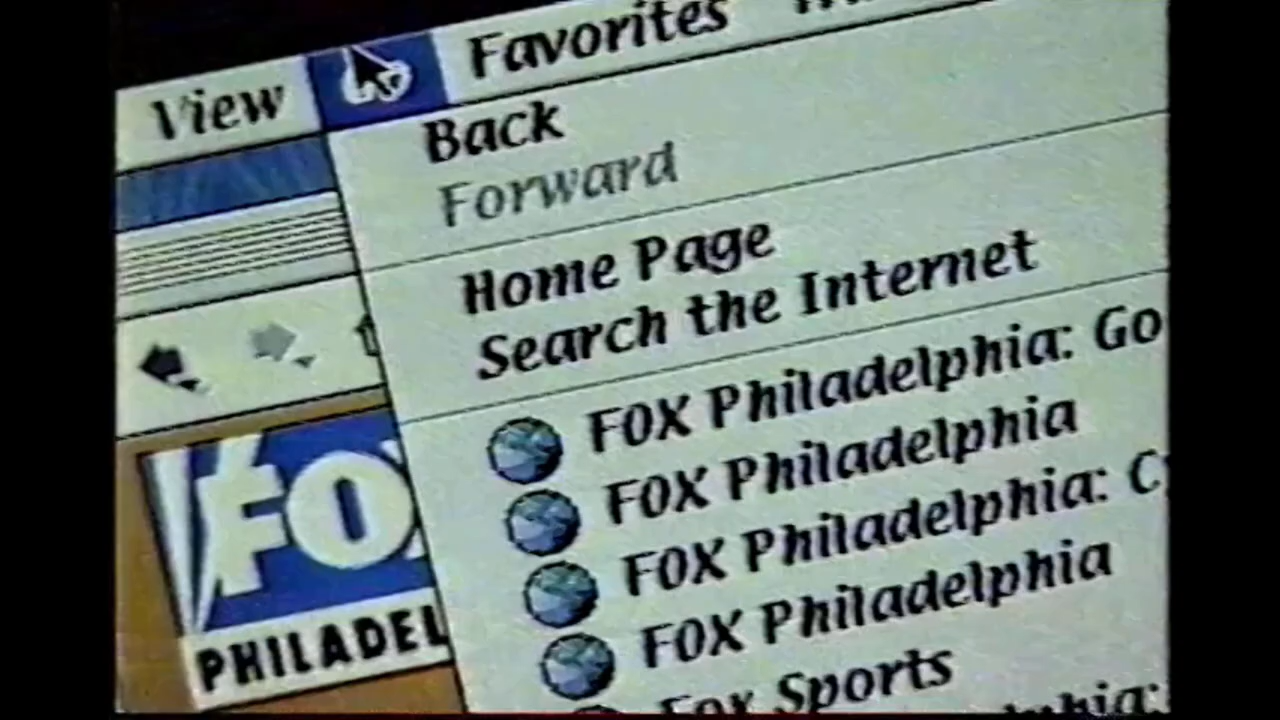 View Go Favorites
Back
Forward
Home Page
Search the Internet
FOX Philadelphia: Go
FOX Philadelphia
FOX Philadelphia: C
FOX Philadelphia
Fox Sports
FOX
PHILADEL